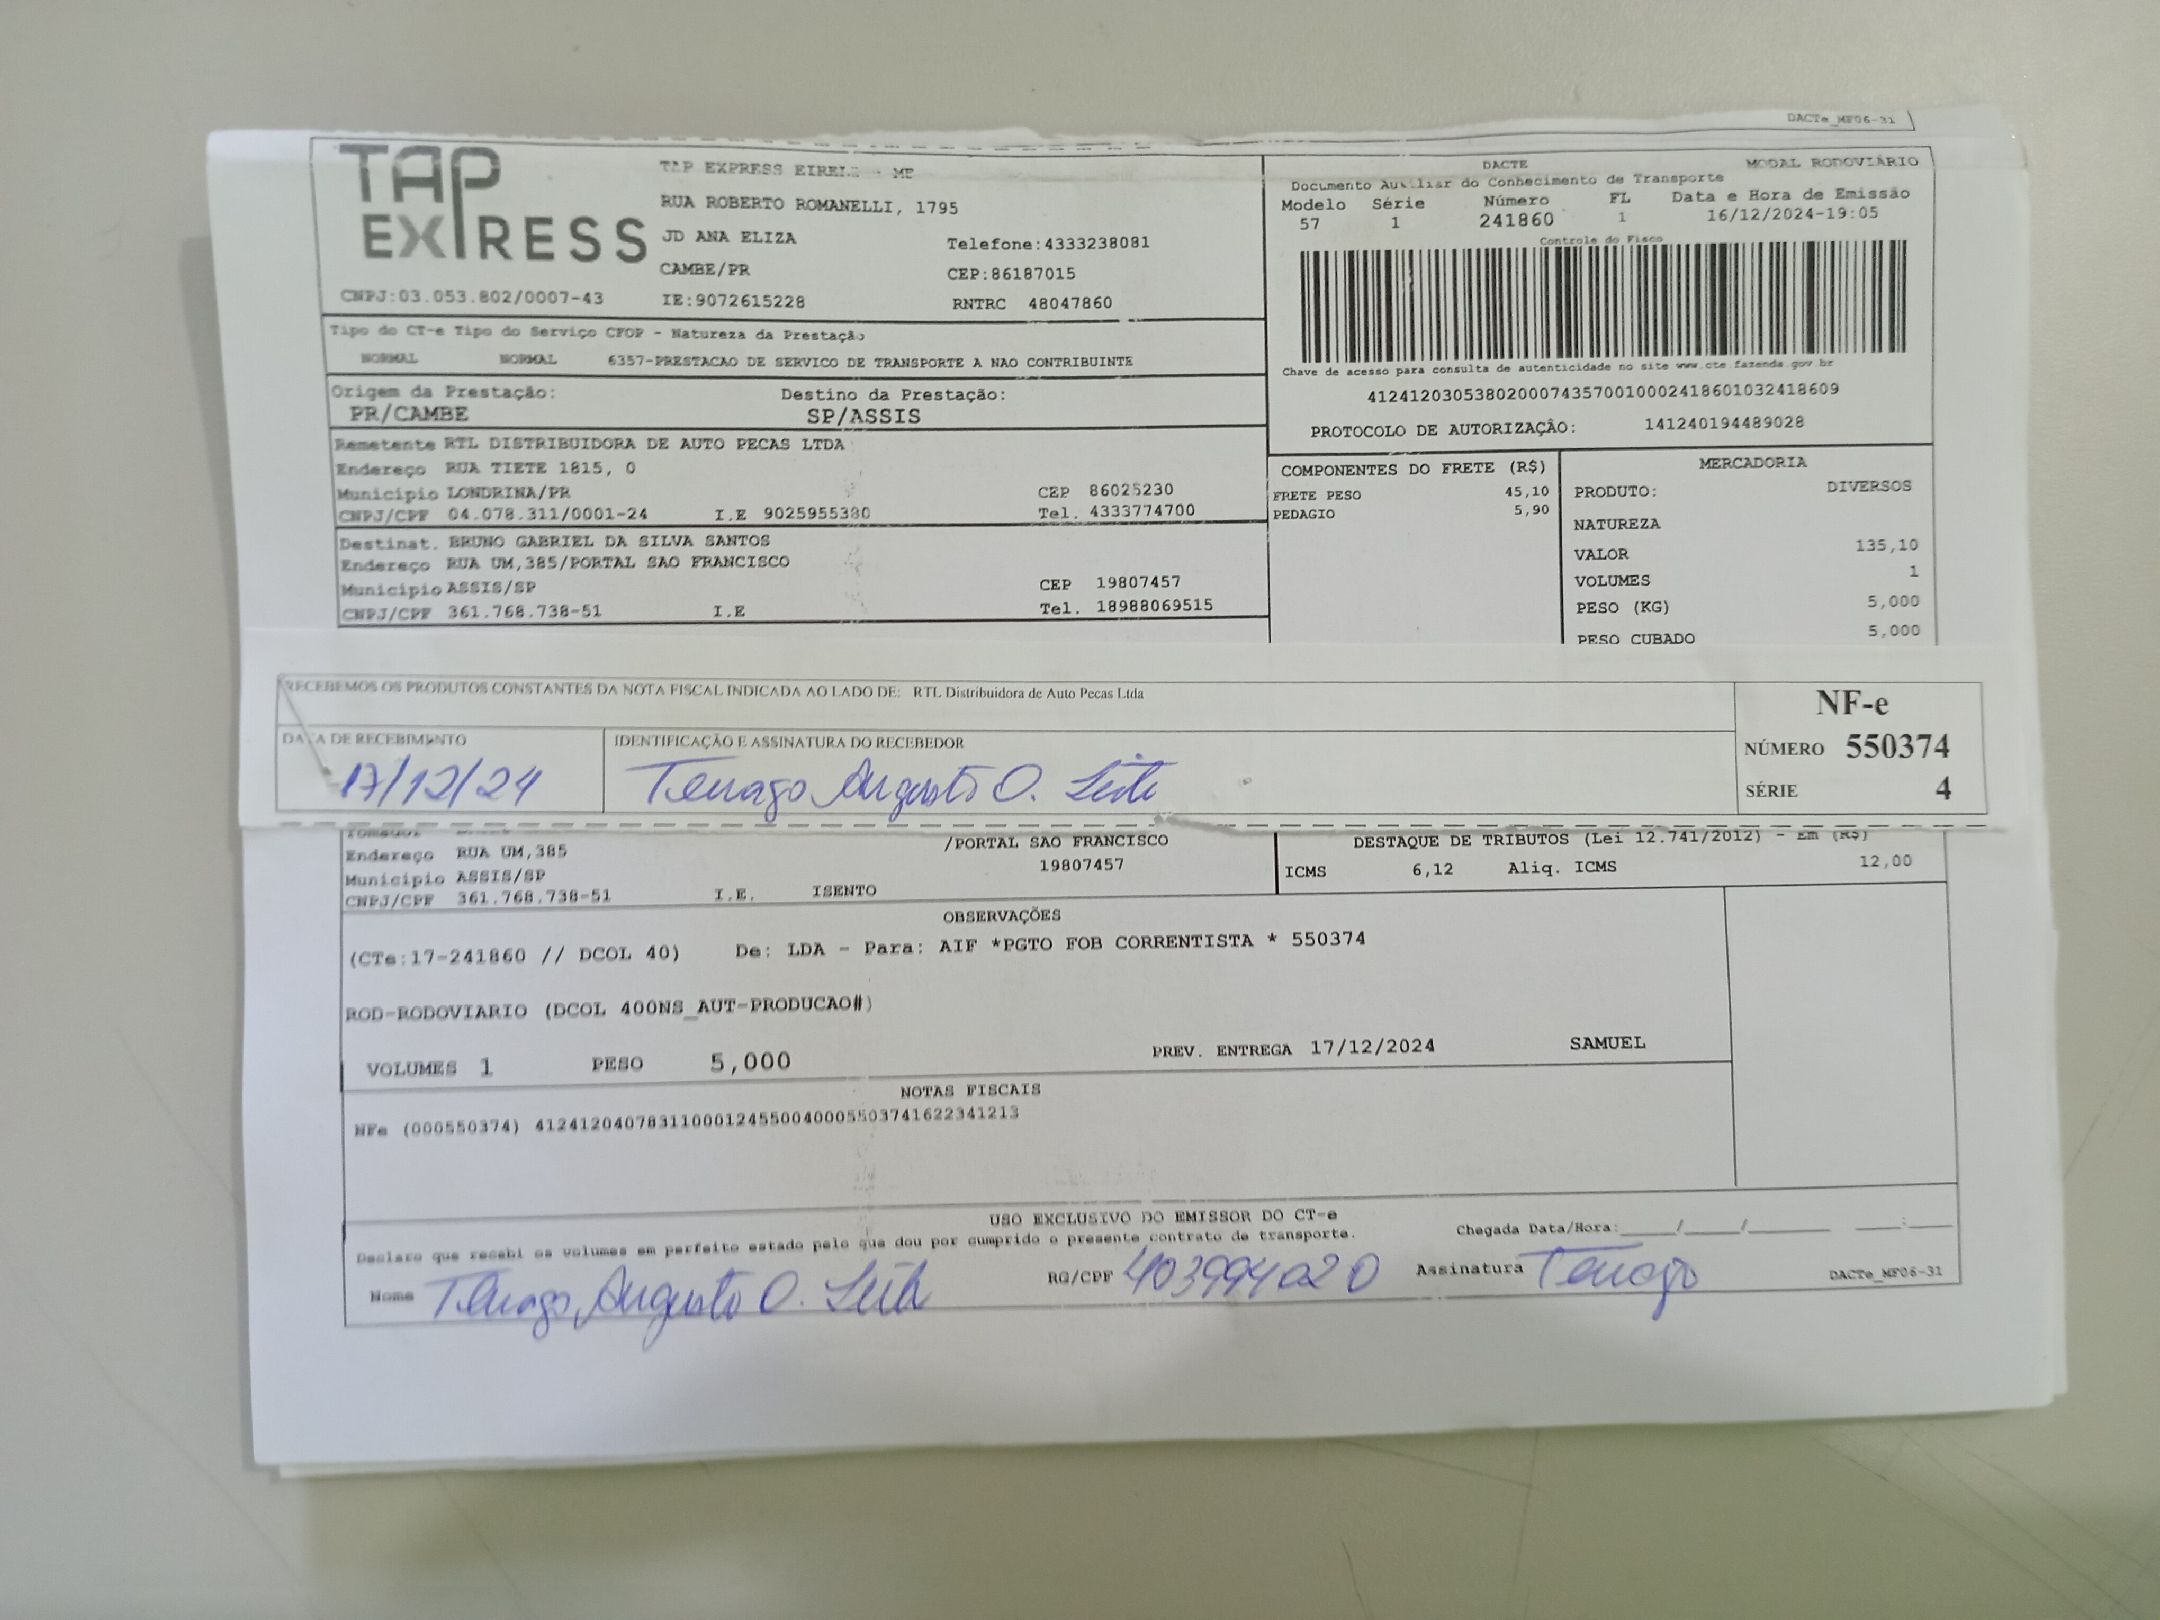 DACTe_MF06-31
TAP EXPRESS
TAP EXPRESS EIRELI - ME
RUA ROBERTO ROMANELLI, 1795
JD ANA ELIZA Telefone:4333238081
CAMBE/PR CEP:86187015
CNPJ:03.053.802/0007-43 IE:9072615228 RNTRC 48047860
DACTE MODAL RODOVIÁRIO
Documento Auxiliar do Conhecimento de Transporte
Modelo Série Número FL Data e Hora de Emissão
57 1 241860 1 16/12/2024-19:05
Controle do Fisco
Chave de acesso para consulta de autenticidade no site www.cte.fazenda.gov.br
41241203053802000743570010002418601032418609
PROTOCOLO DE AUTORIZAÇÃO: 141240194489028
Tipo do CT-e Tipo do Serviço CFOP - Natureza da Prestação
NORMAL NORMAL 6357-PRESTACAO DE SERVICO DE TRANSPORTE A NAO CONTRIBUINTE
Origem da Prestação: Destino da Prestação:
PR/CAMBE SP/ASSIS
Remetente RTL DISTRIBUIDORA DE AUTO PECAS LTDA
Endereço RUA TIETE 1815, 0
Município LONDRINA/PR CEP 86025230
CNPJ/CPF 04.078.311/0001-24 I.E 9025955380 Tel. 4333774700
Destinat. BRUNO GABRIEL DA SILVA SANTOS
Endereço RUA UM,385/PORTAL SAO FRANCISCO
Município ASSIS/SP CEP 19807457
CNPJ/CPF 361.768.738-51 I.E Tel. 18988069515
COMPONENTES DO FRETE (R$)
FRETE PESO 45,10
PEDAGIO 5,90
MERCADORIA
PRODUTO: DIVERSOS
NATUREZA
VALOR 135,10
VOLUMES 1
PESO (KG) 5,000
PESO CUBADO 5,000
RECEBEMOS OS PRODUTOS CONSTANTES DA NOTA FISCAL INDICADA AO LADO DE: RTL Distribuidora de Auto Pecas Ltda
DATA DE RECEBIMENTO IDENTIFICAÇÃO E ASSINATURA DO RECEBEDOR
17/12/24 Tenago Augusto O. Leite
NF-e
NÚMERO 550374
SÉRIE 4
Endereço RUA UM,385 /PORTAL SAO FRANCISCO
Município ASSIS/SP 19807457
CNPJ/CPF 361.768.738-51 I.E. ISENTO
DESTAQUE DE TRIBUTOS (Lei 12.741/2012) - Em (R$)
ICMS 6,12 Aliq. ICMS 12,00
OBSERVAÇÕES
(CTe:17-241860 // DCOL 40) De: LDA - Para: AIF *PGTO FOB CORRENTISTA * 550374
ROD-RODOVIARIO (DCOL 400NS_AUT-PRODUCAO#)
VOLUMES 1 PESO 5,000 PREV. ENTREGA 17/12/2024 SAMUEL
NOTAS FISCAIS
NFe (000550374) 41241204078311000124550040005503741622341213
USO EXCLUSIVO DO EMISSOR DO CT-e
Declaro que recebi os volumes em perfeito estado pelo que dou por cumprido o presente contrato de transporte. Chegada Data/Hora:____/____/______ ____:____
Nome Tenago Augusto O. Leite RG/CPF 403994020 Assinatura Tenago DACTe_MF06-31